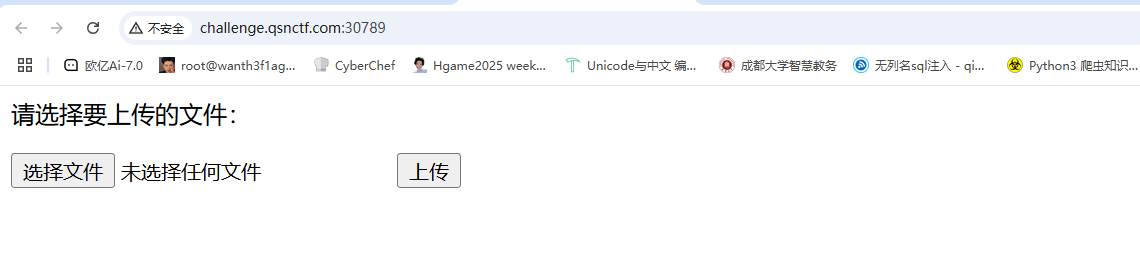 不安全 challenge.qsnctf.com:30789
欧亿Ai-7.0 root@wanth3f1ag... CyberChef Hgame2025 week... Unicode与中文 编... 成都大学智慧教务 无列名sql注入 - qi... Python3 爬虫知识...
请选择要上传的文件:
选择文件 未选择任何文件 上传